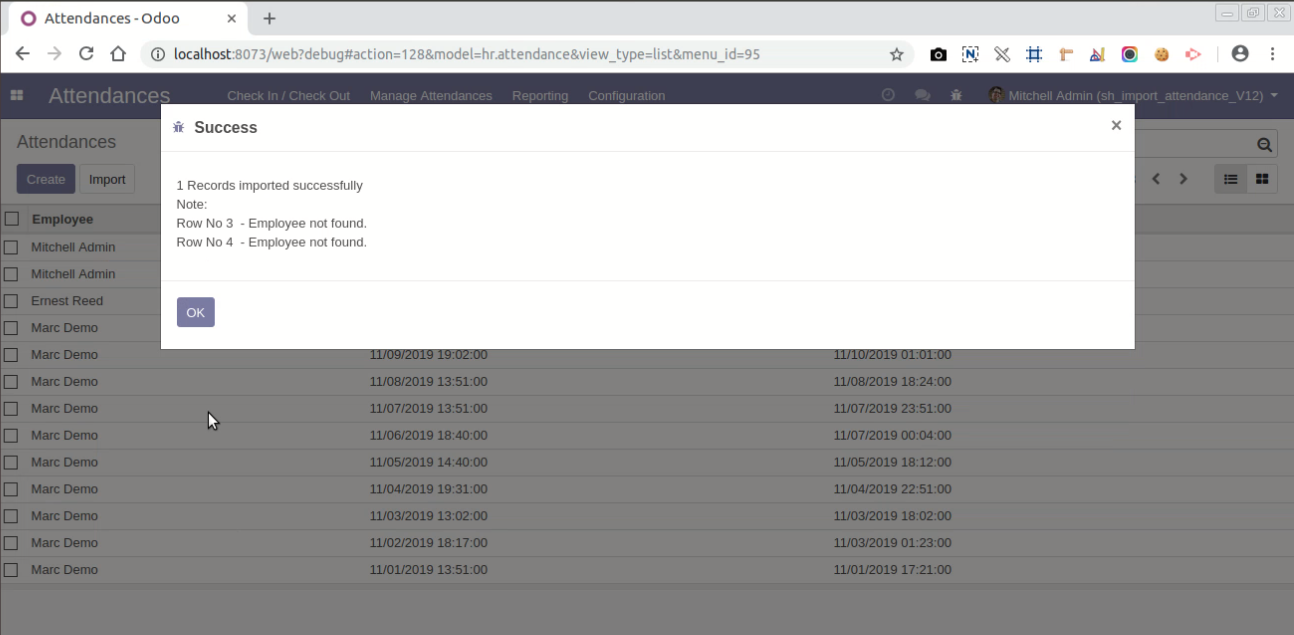 Attendances - Odoo
localhost:8073/web?debug#action=128&model=hr.attendance&view_type=list&menu_id=95
Attendances Check In / Check Out Manage Attendances Reporting Configuration Mitchell Admin (sh_import_attendance_V12)
Success
×
Attendances
Create Import
1 Records imported successfully
Note:
Row No 3 - Employee not found.
Row No 4 - Employee not found.
OK
Employee
Mitchell Admin
Mitchell Admin
Ernest Reed
Marc Demo
Marc Demo 11/09/2019 19:02:00 11/10/2019 01:01:00
Marc Demo 11/08/2019 13:51:00 11/08/2019 18:24:00
Marc Demo 11/07/2019 13:51:00 11/07/2019 23:51:00
Marc Demo 11/06/2019 18:40:00 11/07/2019 00:04:00
Marc Demo 11/05/2019 14:40:00 11/05/2019 18:12:00
Marc Demo 11/04/2019 19:31:00 11/04/2019 22:51:00
Marc Demo 11/03/2019 13:02:00 11/03/2019 18:02:00
Marc Demo 11/02/2019 18:17:00 11/03/2019 01:23:00
Marc Demo 11/01/2019 13:51:00 11/01/2019 17:21:00